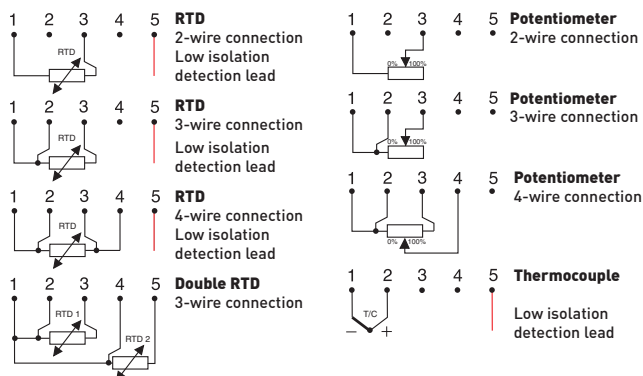 1 2 3 4 5
RTD
2-wire connection
Low isolation
detection lead
RTD
1 2 3 4 5
RTD
3-wire connection
Low isolation
detection lead
RTD
1 2 3 4 5
RTD
4-wire connection
Low isolation
detection lead
RTD
1 2 3 4 5
Double RTD
3-wire connection
RTD 1
RTD 2
1 2 3 4 5
Potentiometer
2-wire connection
0% 100%
1 2 3 4 5
Potentiometer
3-wire connection
0% 100%
1 2 3 4 5
Potentiometer
4-wire connection
0% 100%
1 2 3 4 5
Thermocouple
Low isolation
detection lead
T/C
− +